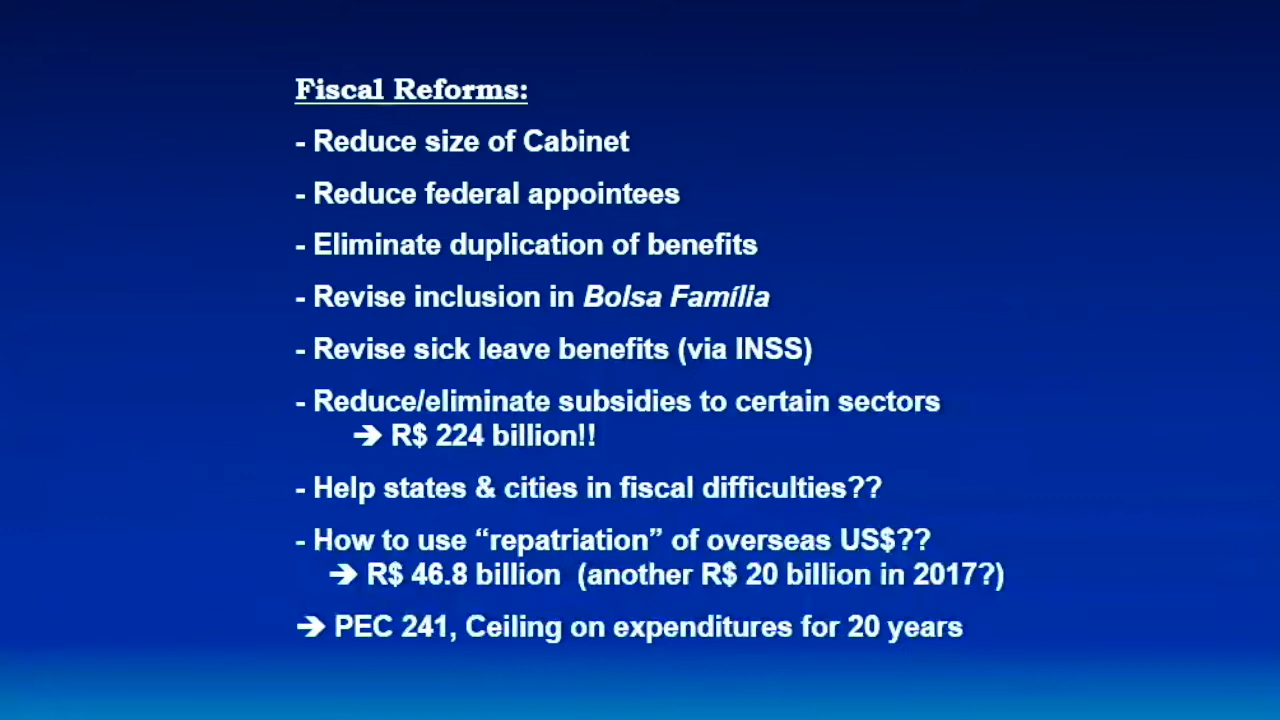 Fiscal Reforms:
- Reduce size of Cabinet
- Reduce federal appointees
- Eliminate duplication of benefits
- Revise inclusion in Bolsa Família
- Revise sick leave benefits (via INSS)
- Reduce/eliminate subsidies to certain sectors
➔ R$ 224 billion!!
- Help states & cities in fiscal difficulties??
- How to use “repatriation” of overseas US$??
➔ R$ 46.8 billion (another R$ 20 billion in 2017?)
➔ PEC 241, Ceiling on expenditures for 20 years